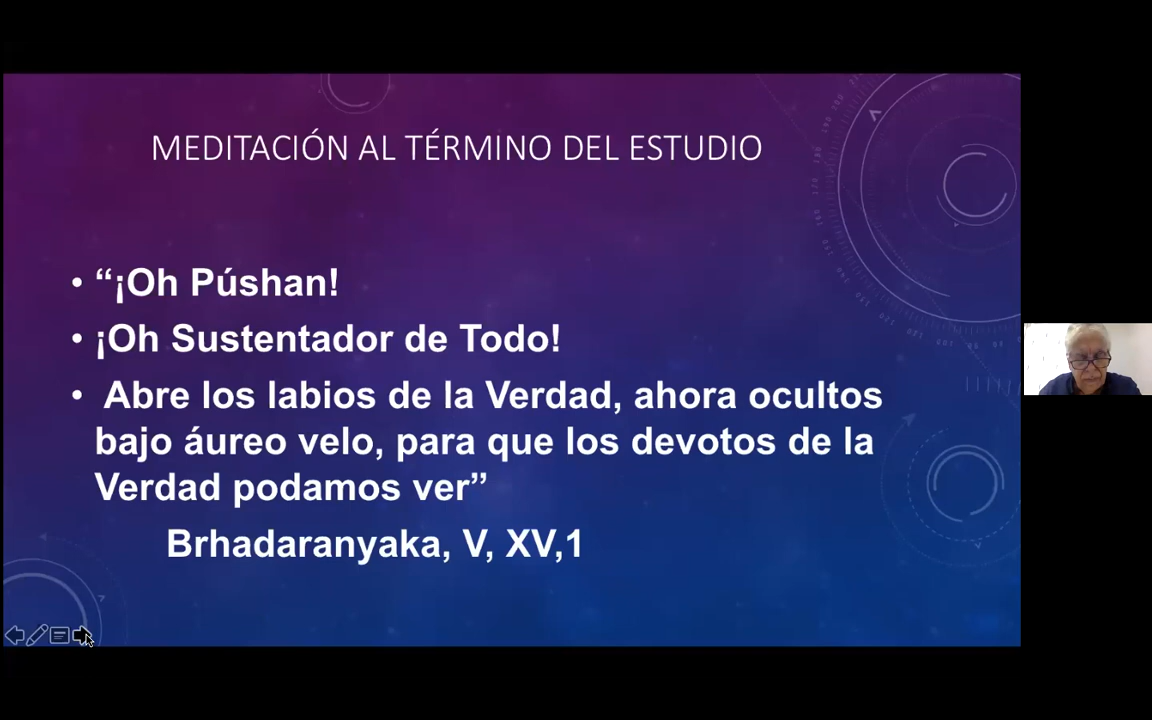 MEDITACIÓN AL TÉRMINO DEL ESTUDIO
• “¡Oh Púshan!
• ¡Oh Sustentador de Todo!
• Abre los labios de la Verdad, ahora ocultos
bajo áureo velo, para que los devotos de la
Verdad podamos ver”
Brhadaranyaka, V, XV,1